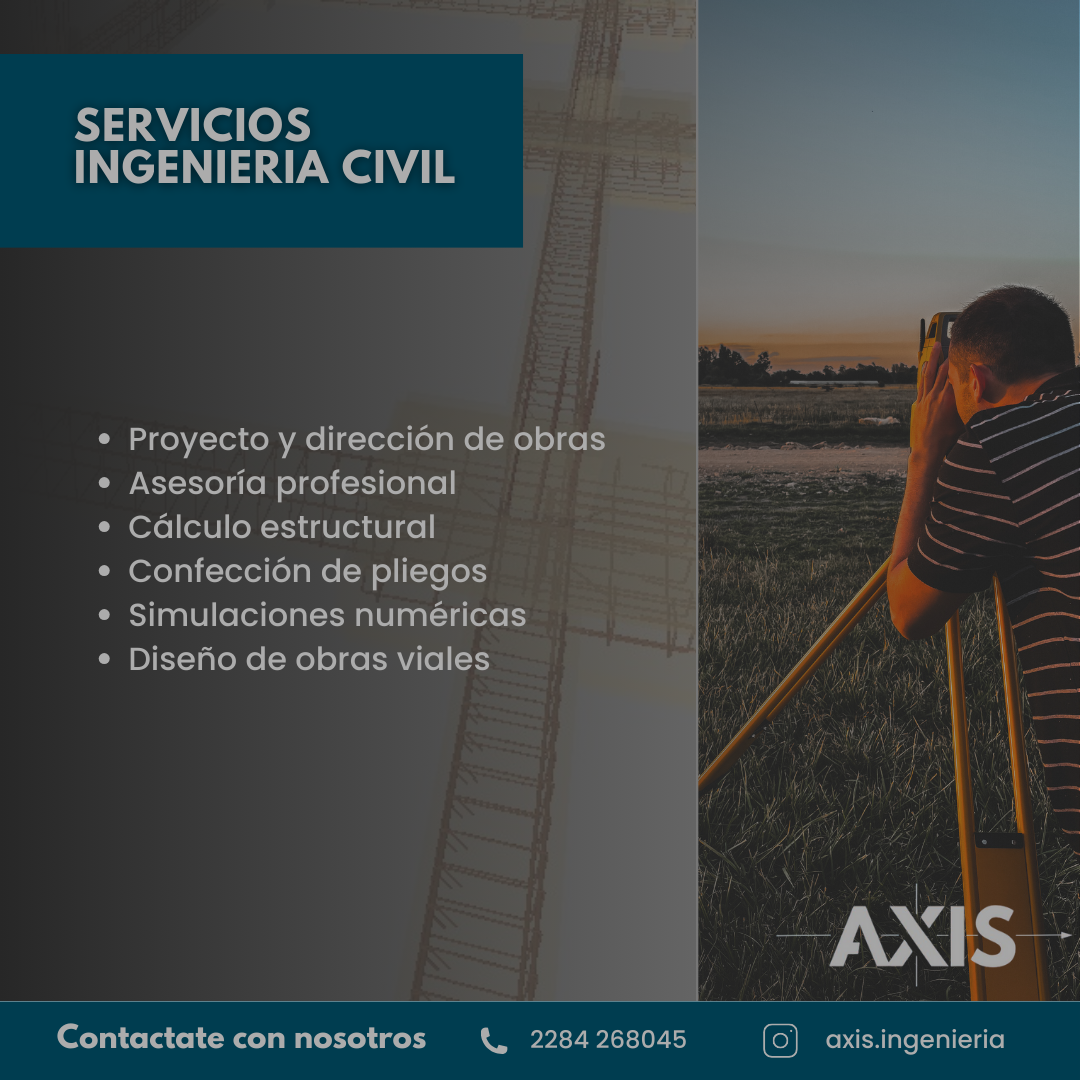 SERVICIOS
INGENIERIA CIVIL
Proyecto y dirección de obras
Asesoría profesional
Cálculo estructural
Confección de pliegos
Simulaciones numéricas
Diseño de obras viales
AXIS
Contactate con nosotros
2284 268045
axis.ingenieria